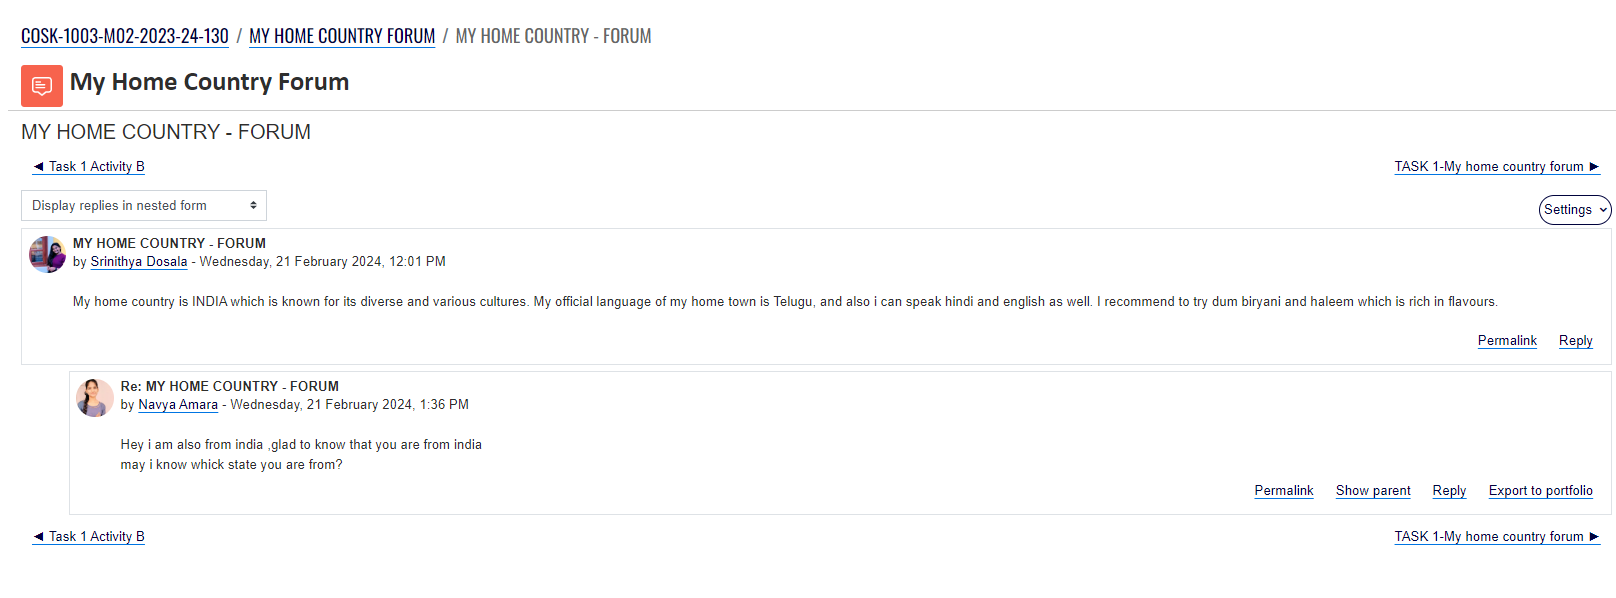 COSK-1003-M02-2023-24-130 / MY HOME COUNTRY FORUM / MY HOME COUNTRY - FORUM
My Home Country Forum
MY HOME COUNTRY - FORUM
◄ Task 1 Activity B
TASK 1-My home country forum ►
Display replies in nested form
Settings
MY HOME COUNTRY - FORUM
by Srinithya Dosala - Wednesday, 21 February 2024, 12:01 PM
My home country is INDIA which is known for its diverse and various cultures. My official language of my home town is Telugu, and also i can speak hindi and english as well. I recommend to try dum biryani and haleem which is rich in flavours.
Permalink Reply
Re: MY HOME COUNTRY - FORUM
by Navya Amara - Wednesday, 21 February 2024, 1:36 PM
Hey i am also from india ,glad to know that you are from india
may i know whick state you are from?
Permalink Show parent Reply Export to portfolio
◄ Task 1 Activity B
TASK 1-My home country forum ►